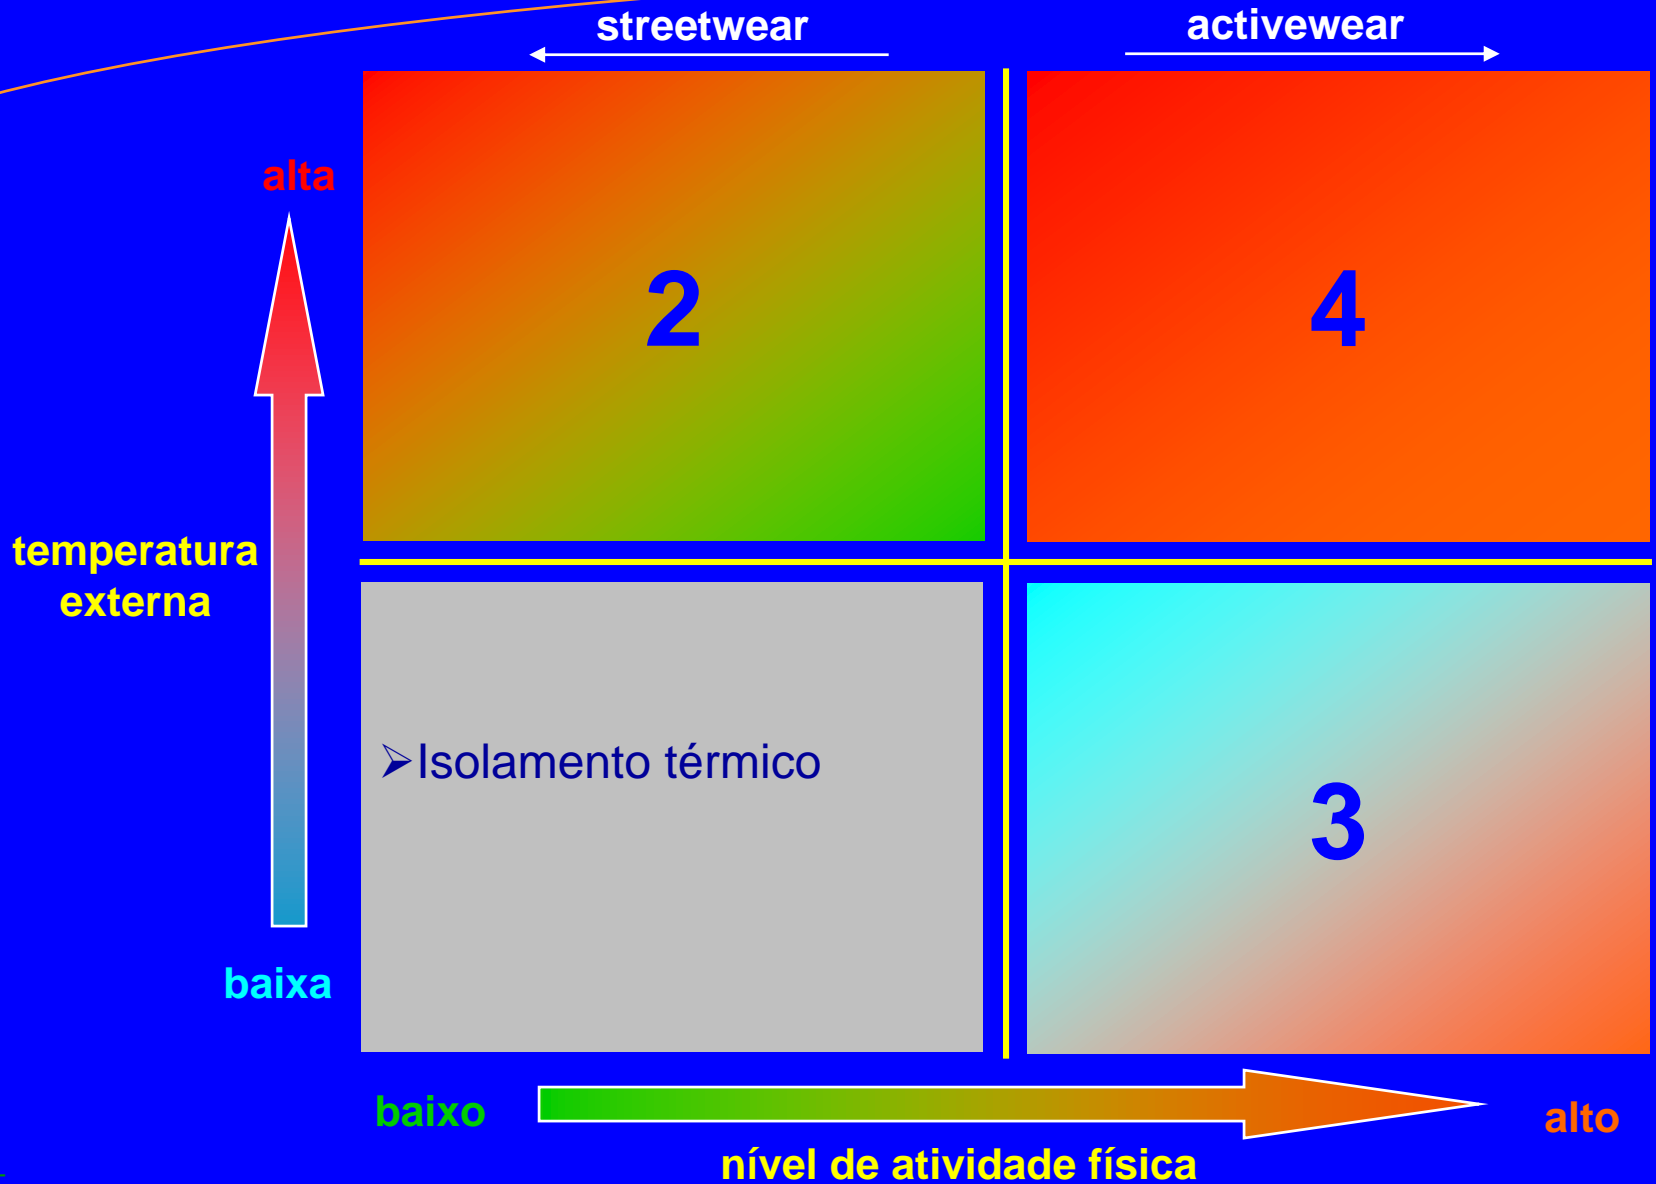 streetwear
activewear
alta
2
4
temperatura
externa
➢Isolamento térmico
3
baixa
baixo
alto
nível de atividade física